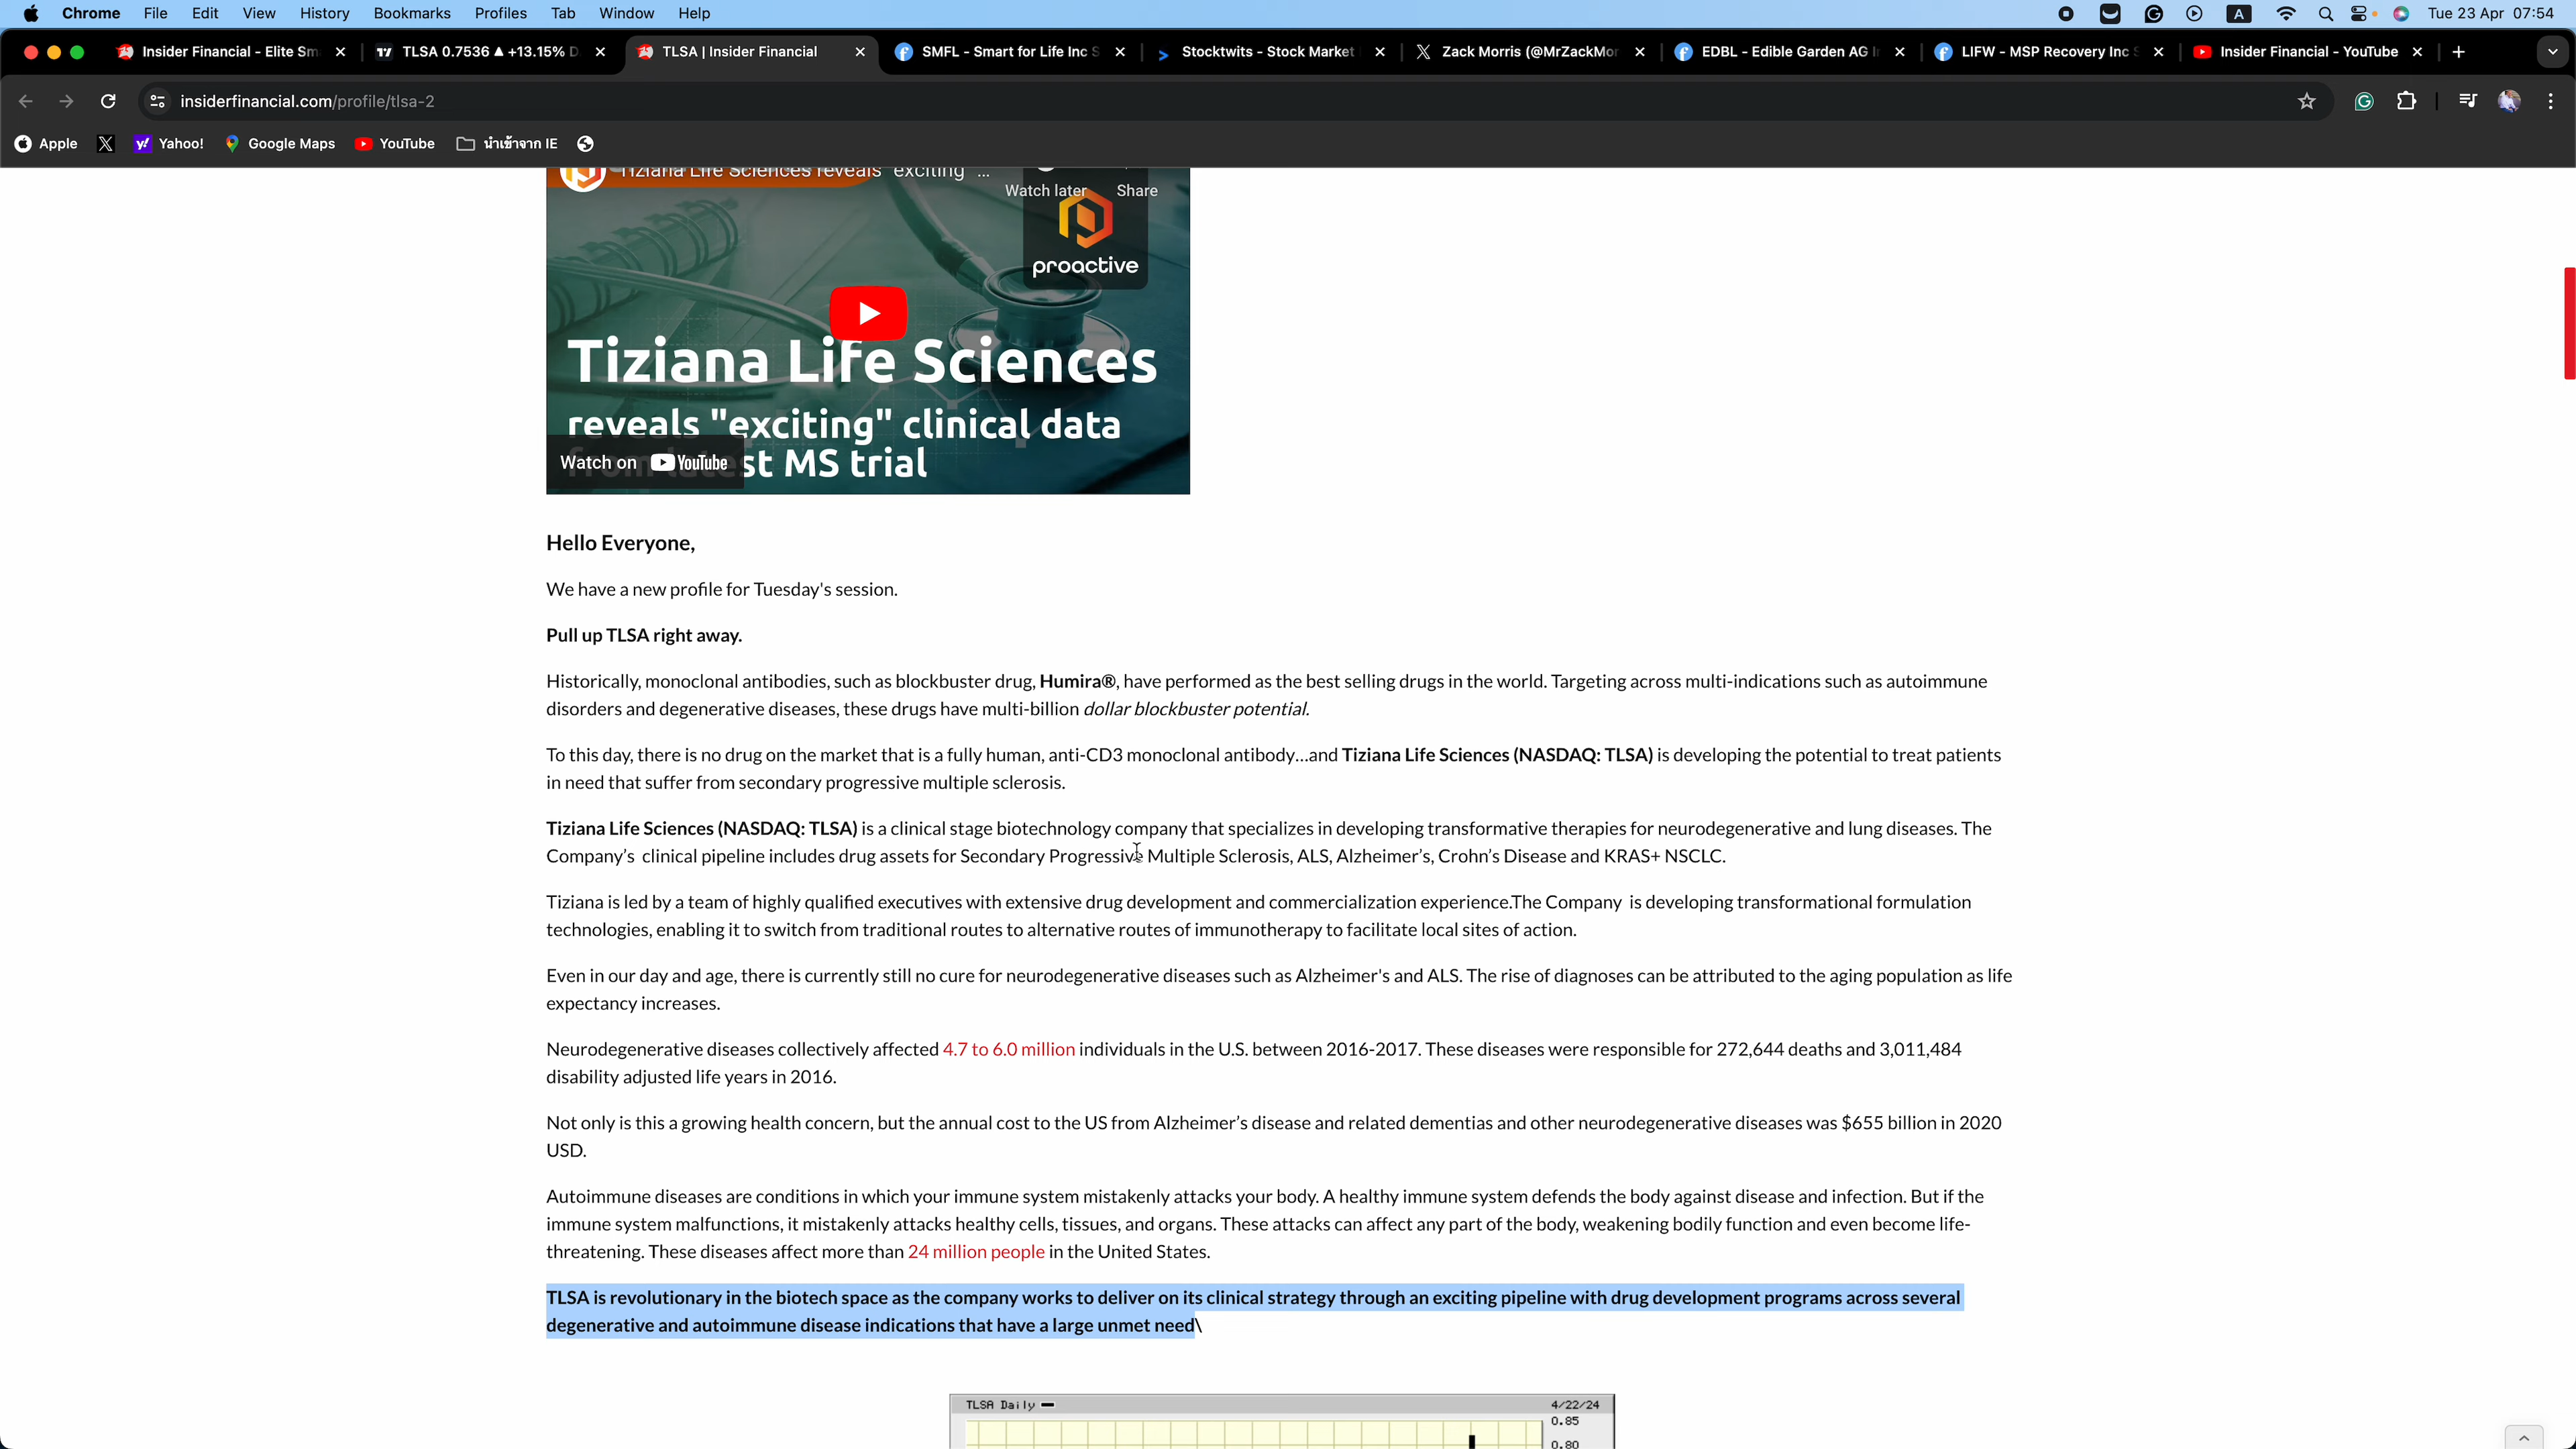 Chrome File Edit View History Bookmarks Profiles Tab Window Help A Tue 23 Apr 07:54
Insider Financial - Elite Sm TLSA 0.7536 ▲ +13.15% D TLSA | Insider Financial SMFL - Smart for Life Inc S Stocktwits - Stock Market Zack Morris (@MrZackMor EDBL - Edible Garden AG I LIFW - MSP Recovery Inc S Insider Financial - YouTube
insiderfinancial.com/profile/tlsa-2
Apple Yahoo! Google Maps YouTube นำเข้าจาก IE
Tiziana Life Sciences reveals "exciting" ...
Watch later Share
proactive
Tiziana Life Sciences
reveals "exciting" clinical data
from latest MS trial
Watch on YouTube
Hello Everyone,
We have a new profile for Tuesday's session.
Pull up TLSA right away.
Historically, monoclonal antibodies, such as blockbuster drug, Humira®, have performed as the best selling drugs in the world. Targeting across multi-indications such as autoimmune
disorders and degenerative diseases, these drugs have multi-billion dollar blockbuster potential.
To this day, there is no drug on the market that is a fully human, anti-CD3 monoclonal antibody...and Tiziana Life Sciences (NASDAQ: TLSA) is developing the potential to treat patients
in need that suffer from secondary progressive multiple sclerosis.
Tiziana Life Sciences (NASDAQ: TLSA) is a clinical stage biotechnology company that specializes in developing transformative therapies for neurodegenerative and lung diseases. The
Company's clinical pipeline includes drug assets for Secondary Progressive Multiple Sclerosis, ALS, Alzheimer's, Crohn's Disease and KRAS+ NSCLC.
Tiziana is led by a team of highly qualified executives with extensive drug development and commercialization experience.The Company is developing transformational formulation
technologies, enabling it to switch from traditional routes to alternative routes of immunotherapy to facilitate local sites of action.
Even in our day and age, there is currently still no cure for neurodegenerative diseases such as Alzheimer's and ALS. The rise of diagnoses can be attributed to the aging population as life
expectancy increases.
Neurodegenerative diseases collectively affected 4.7 to 6.0 million individuals in the U.S. between 2016-2017. These diseases were responsible for 272,644 deaths and 3,011,484
disability adjusted life years in 2016.
Not only is this a growing health concern, but the annual cost to the US from Alzheimer's disease and related dementias and other neurodegenerative diseases was $655 billion in 2020
USD.
Autoimmune diseases are conditions in which your immune system mistakenly attacks your body. A healthy immune system defends the body against disease and infection. But if the
immune system malfunctions, it mistakenly attacks healthy cells, tissues, and organs. These attacks can affect any part of the body, weakening bodily function and even become life-
threatening. These diseases affect more than 24 million people in the United States.
TLSA is revolutionary in the biotech space as the company works to deliver on its clinical strategy through an exciting pipeline with drug development programs across several
degenerative and autoimmune disease indications that have a large unmet need\
TLSA Daily 4/22/24
0.85
0.80